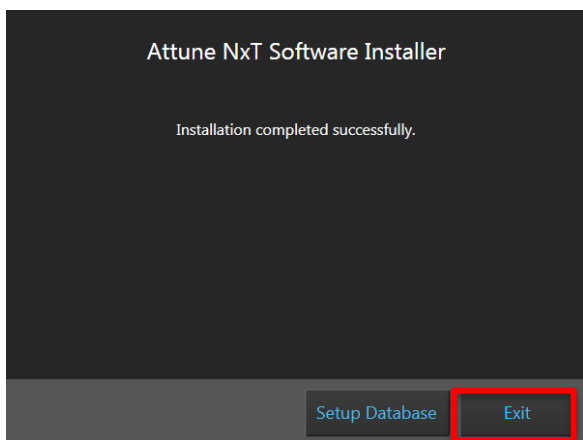 Attune NxT Software Installer
Installation completed successfully.
Setup Database
Exit